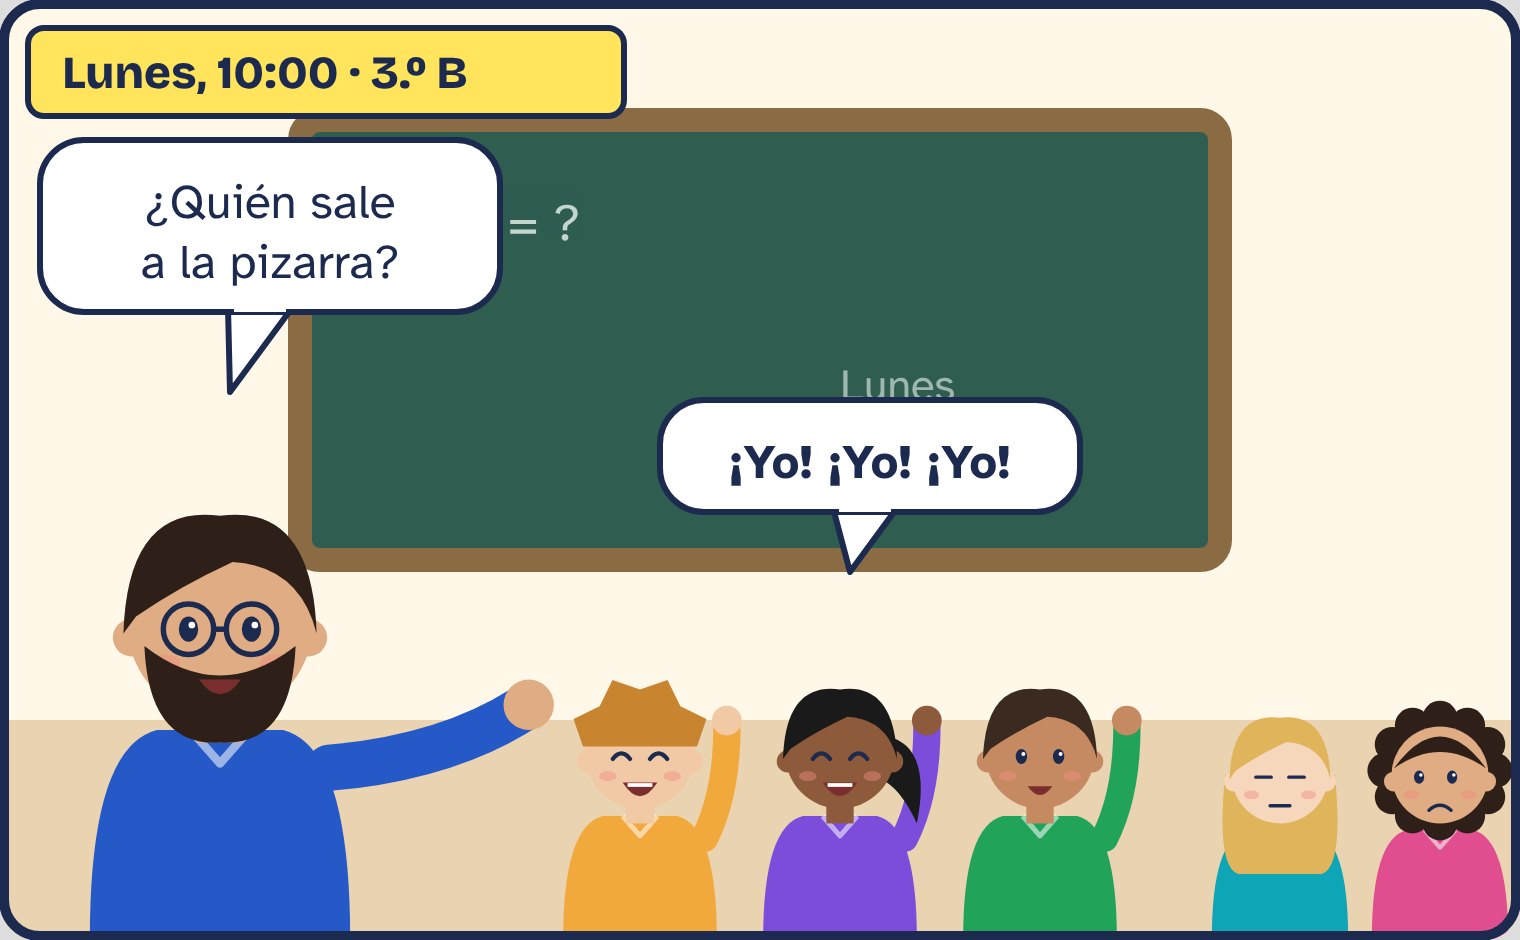 Lunes, 10:00 · 3.º B
¿Quién sale
a la pizarra?
= ?
Lunes
¡Yo! ¡Yo! ¡Yo!